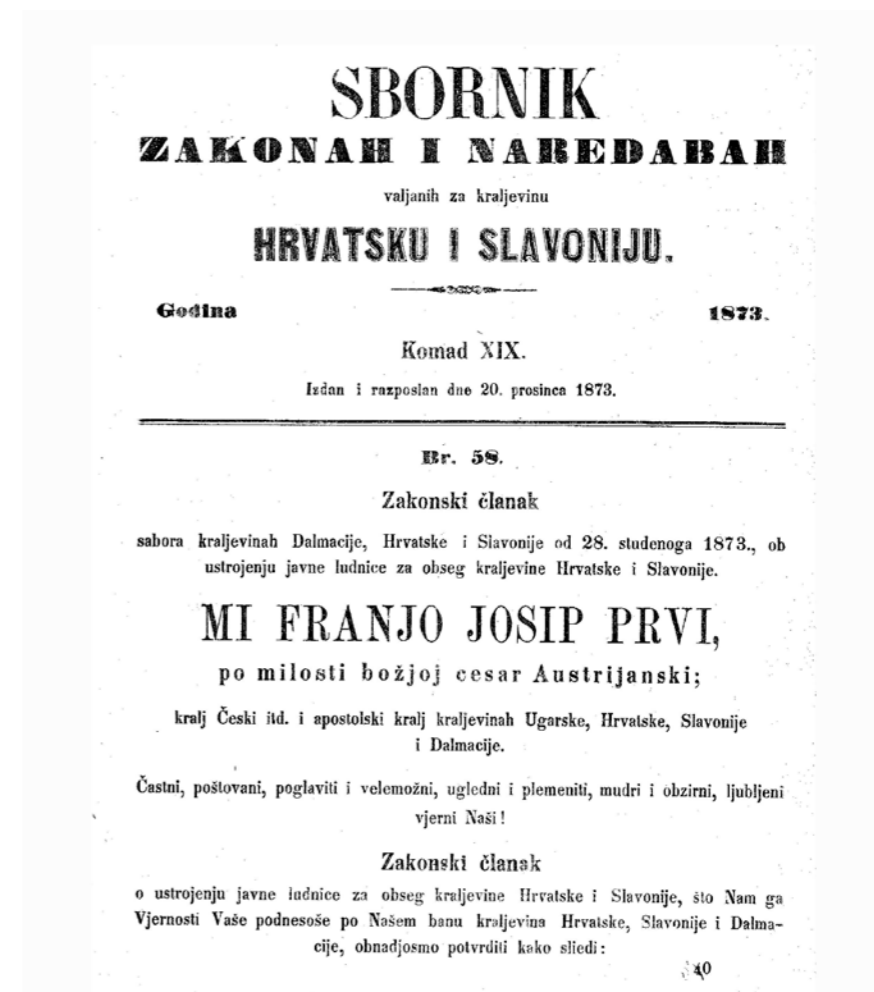 SBORNIK
ZAKONAH I NAREDABAH
valjanih za kraljevinu
HRVATSKU I SLAVONIJU.
Godina 1873.
Komad XIX.
Izdan i razposlan dne 20. prosinca 1873.
Br. 58.
Zakonski članak
sabora kraljevinah Dalmacije, Hrvatske i Slavonije od 28. studenoga 1873., ob
ustrojenju javne ludnice za obseg kraljevine Hrvatske i Slavonije.
MI FRANJO JOSIP PRVI,
po milosti božjoj cesar Austrijanski;
kralj Česki itd. i apostolski kralj kraljevinah Ugarske, Hrvatske, Slavonije
i Dalmacije.
Častni, poštovani, poglaviti i velemožni, ugledni i plemeniti, mudri i obzirni, ljubljeni
vjerni Naši!
Zakonski članak
o ustrojenju javne ludnice za obseg kraljevine Hrvatske i Slavonije, što Nam ga
Vjernosti Vaše podnesoše po Našem banu kraljevina Hrvatske, Slavonije i Dalma-
cije, obnadjosmo potvrditi kako sliedi:
40